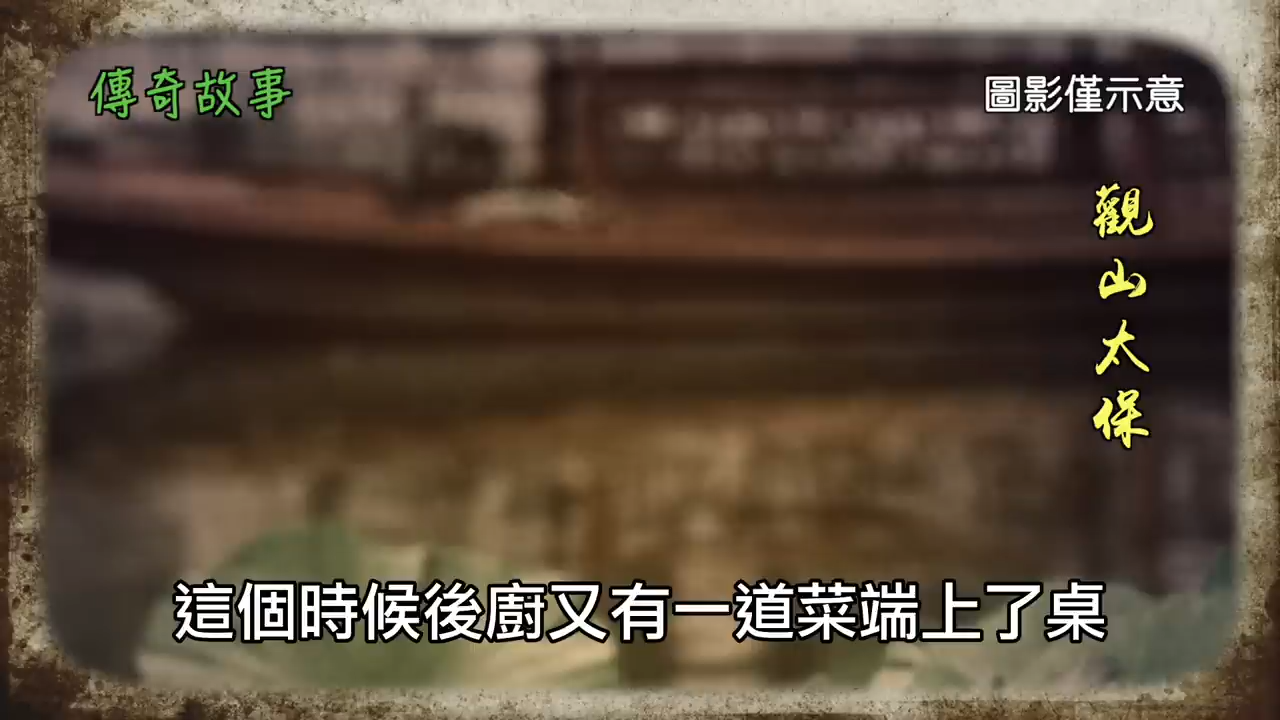 傳奇故事
圖影僅示意
觀山太保
這個時候後廚又有一道菜端上了桌